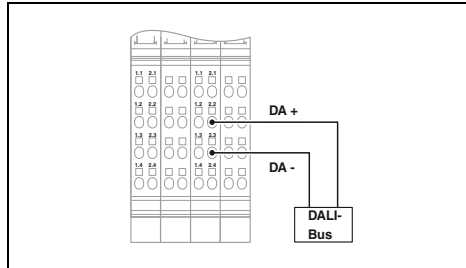 1.1 2.1 1.1 2.1
1.2 2.2 1.2 2.2
DA +
1.3 2.3 1.3 2.3
DA -
1.4 2.4 1.4 2.4
DALI-
Bus